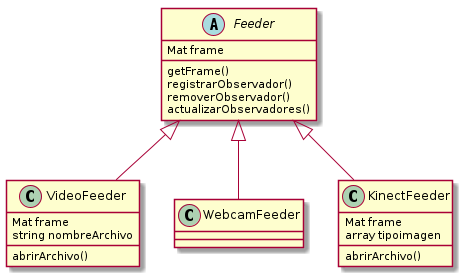 A Feeder
Mat frame
getFrame()
registrarObservador()
removerObservador()
actualizarObservadores()
C VideoFeeder
Mat frame
string nombreArchivo
abrirArchivo()
C WebcamFeeder
C KinectFeeder
Mat frame
array tipoimagen
abrirArchivo()